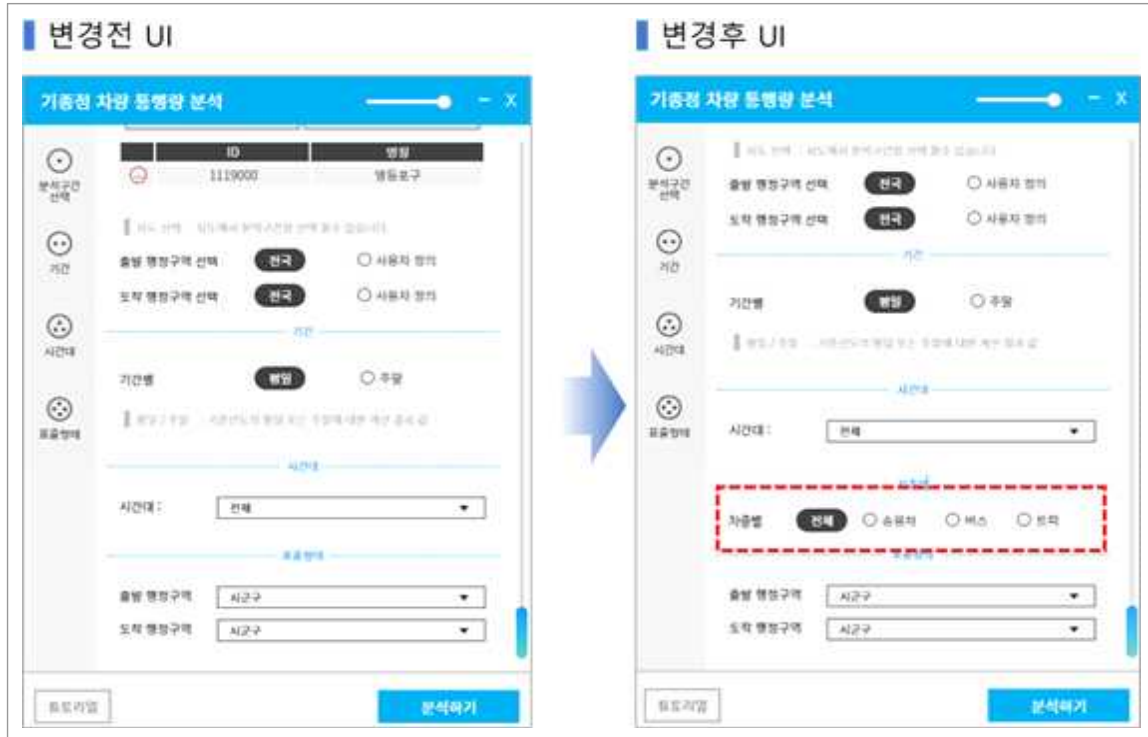 변경전 UI
기종점 차량 통행량 분석
ID 명칭
1119000 영등포구
분석구간
선택
기간
시간대
표출형태
출발 행정구역 선택 전국 사용자 정의
도착 행정구역 선택 전국 사용자 정의
기간
기간별 평일 주말
시간대
시간대 : 전체
표출형태
출발 행정구역 시군구
도착 행정구역 시군구
튜토리얼 분석하기
변경후 UI
기종점 차량 통행량 분석
분석구간
선택
기간
시간대
표출형태
출발 행정구역 선택 전국 사용자 정의
도착 행정구역 선택 전국 사용자 정의
기간
기간별 평일 주말
시간대
시간대 : 전체
차종별 전체 승용차 버스 트럭
출발 행정구역 시군구
도착 행정구역 시군구
튜토리얼 분석하기